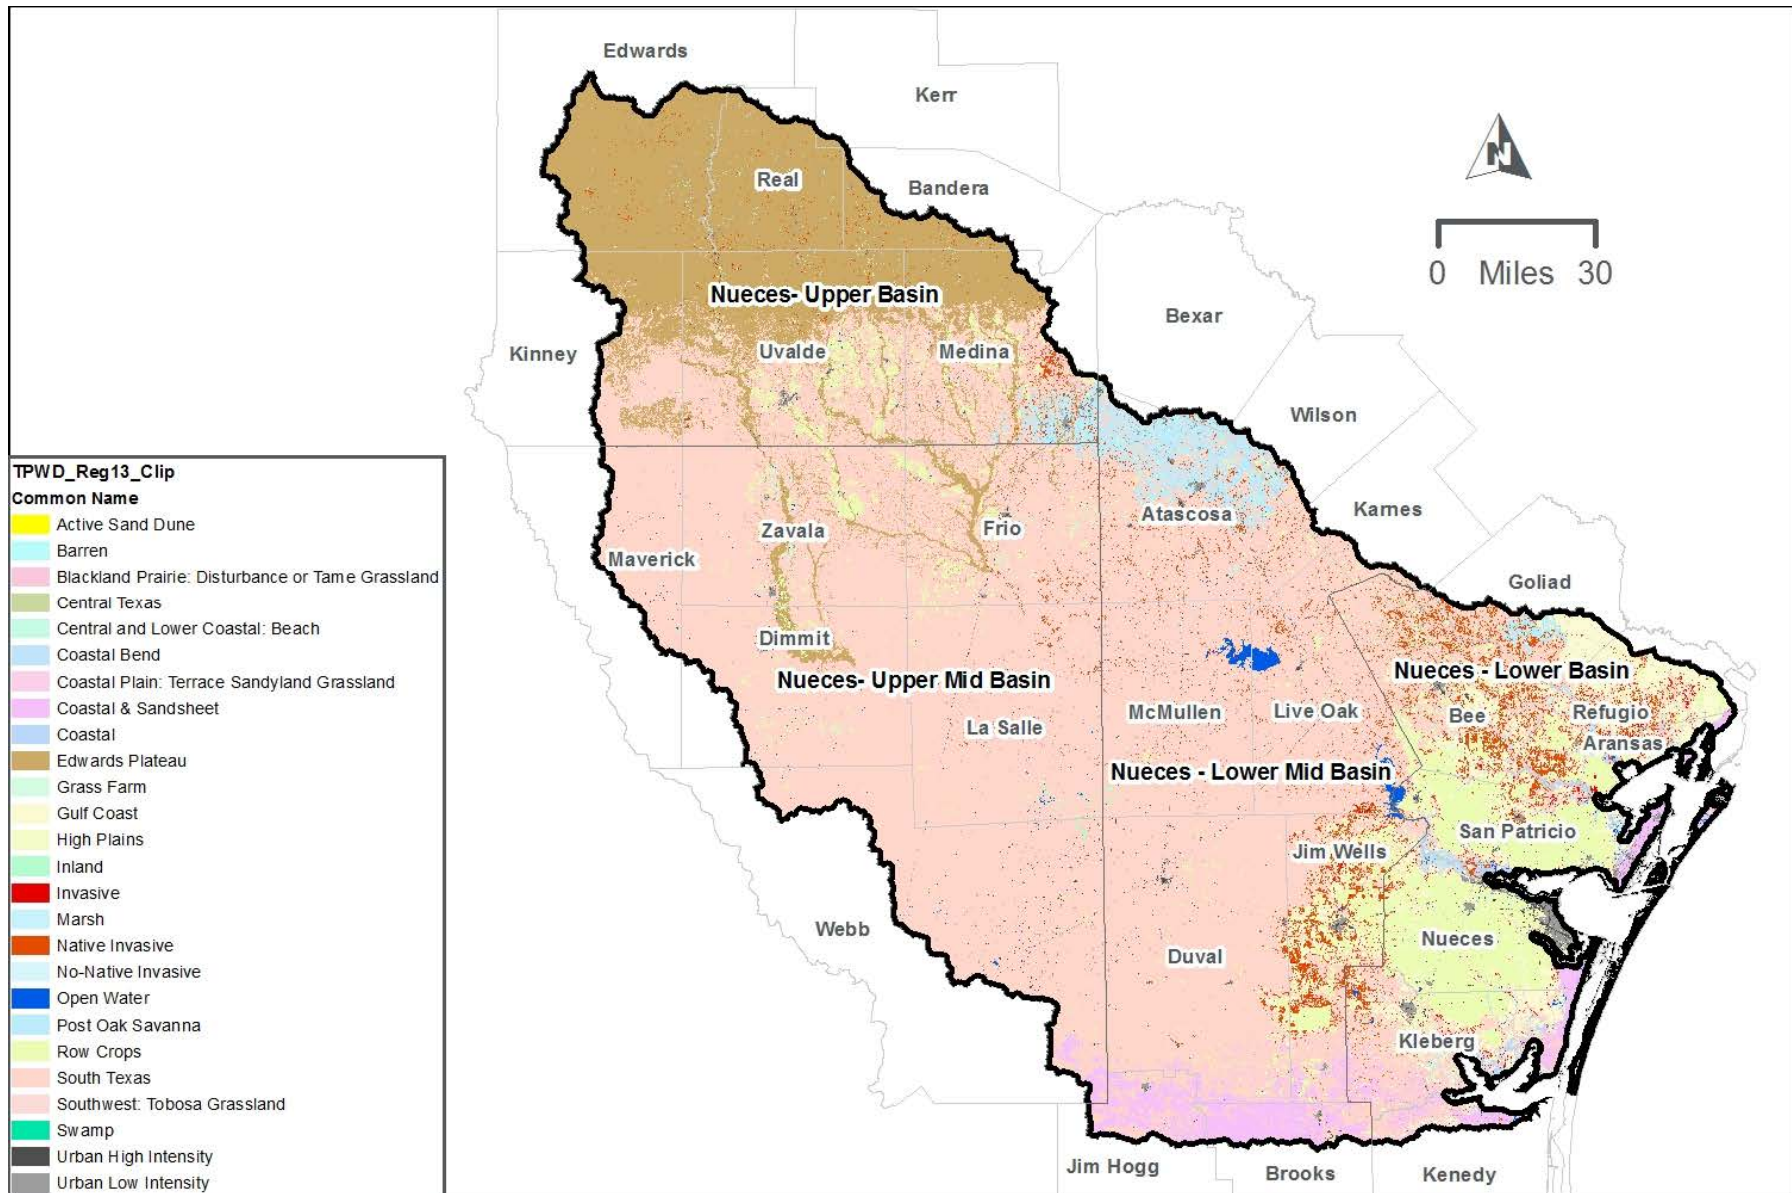 Edwards
Kerr
Real
Bandera
N
0 Miles 30
Nueces- Upper Basin
Bexar
Kinney
Uvalde
Medina
Wilson
Karnes
Atascosa
Zavala
Frio
Maverick
Goliad
Dimmit
Nueces- Upper Mid Basin
Nueces - Lower Basin
La Salle
McMullen
Live Oak
Bee
Refugio
Aransas
Nueces - Lower Mid Basin
San Patricio
Jim Wells
Webb
Duval
Nueces
Kleberg
Jim Hogg
Brooks
Kenedy
TPWD_Reg13_Clip
Common Name
Active Sand Dune
Barren
Blackland Prairie: Disturbance or Tame Grassland
Central Texas
Central and Lower Coastal: Beach
Coastal Bend
Coastal Plain: Terrace Sandyland Grassland
Coastal & Sandsheet
Coastal
Edwards Plateau
Grass Farm
Gulf Coast
High Plains
Inland
Invasive
Marsh
Native Invasive
No-Native Invasive
Open Water
Post Oak Savanna
Row Crops
South Texas
Southwest: Tobosa Grassland
Swamp
Urban High Intensity
Urban Low Intensity